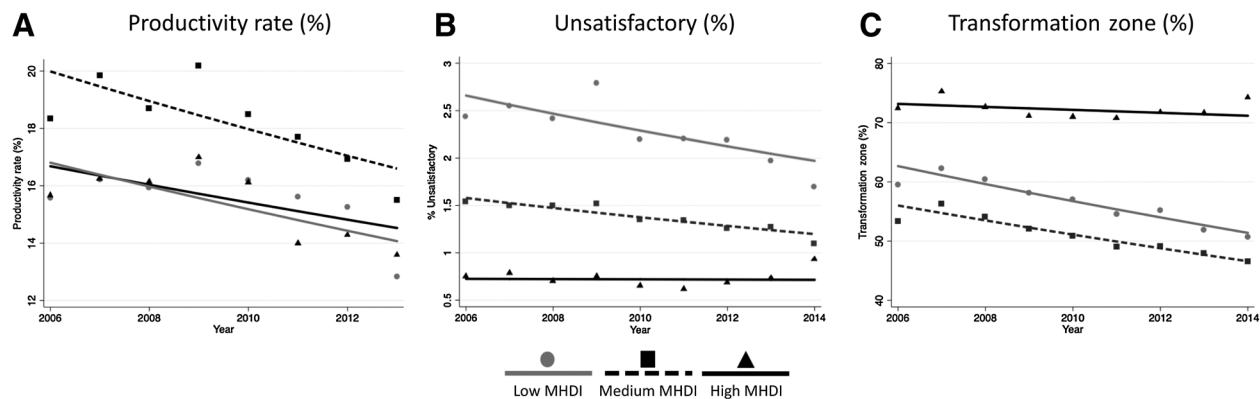 A Productivity rate (%)
Productivity rate (%)
20
18
16
14
12
2006 2008 2010 2012
Year
B Unsatisfactory (%)
% Unsatisfactory
3
2.5
2
1.5
1
0.5
2006 2008 2010 2012 2014
Year
C Transformation zone (%)
Transformation zone (%)
80
70
60
50
40
2006 2008 2010 2012 2014
Year
Low MHDI Medium MHDI High MHDI